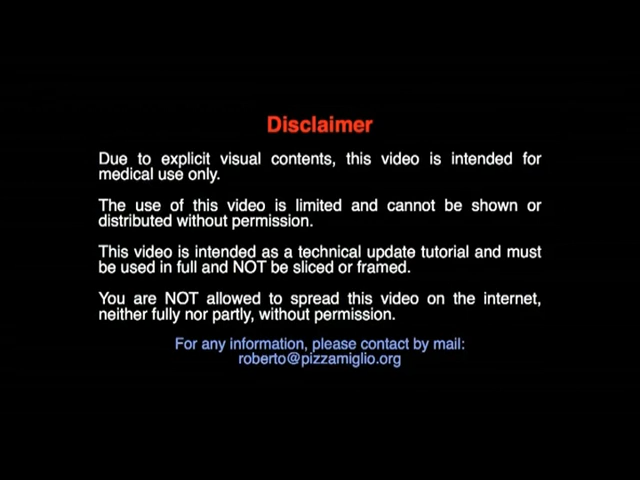 Disclaimer
Due to explicit visual contents, this video is intended for
medical use only.
The use of this video is limited and cannot be shown or
distributed without permission.
This video is intended as a technical update tutorial and must
be used in full and NOT be sliced or framed.
You are NOT allowed to spread this video on the internet,
neither fully nor partly, without permission.
For any information, please contact by mail:
roberto@pizzamiglio.org